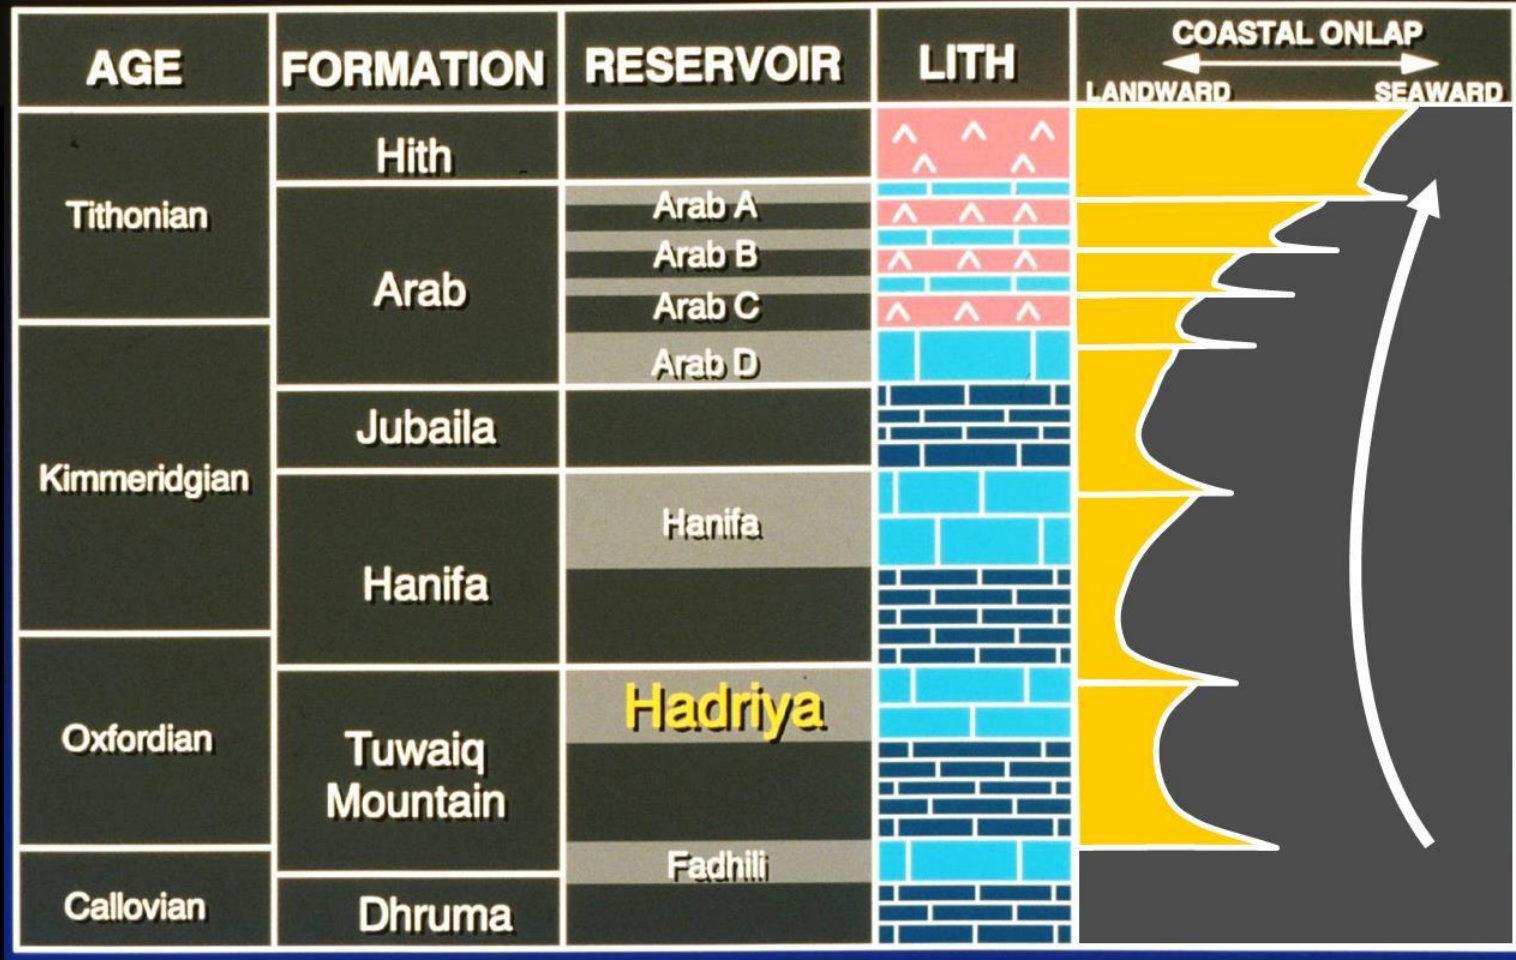 AGE
FORMATION
RESERVOIR
LITH
COASTAL ONLAP
LANDWARD
SEAWARD
Hith
Tithonian
Arab A
Arab B
Arab
Arab C
Arab D
Jubaila
Kimmeridgian
Hanifa
Hanifa
Hadriya
Oxfordian
Tuwaiq
Mountain
Fadhili
Callovian
Dhruma